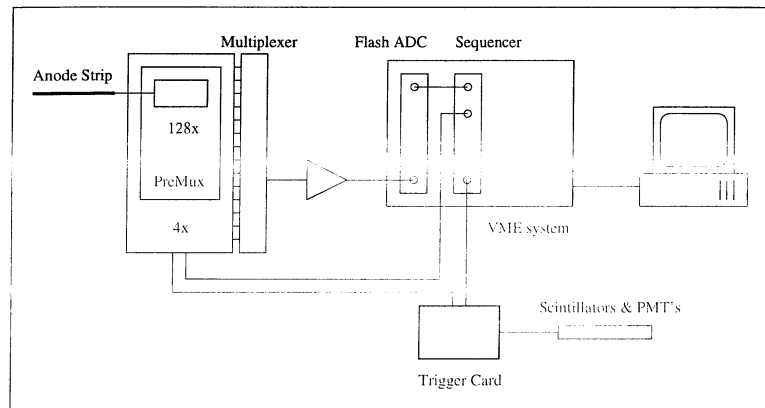 Multiplexer
Flash ADC
Sequencer
Anode Strip
128x
PreMux
4x
VME system
Scintillators & PMT's
Trigger Card